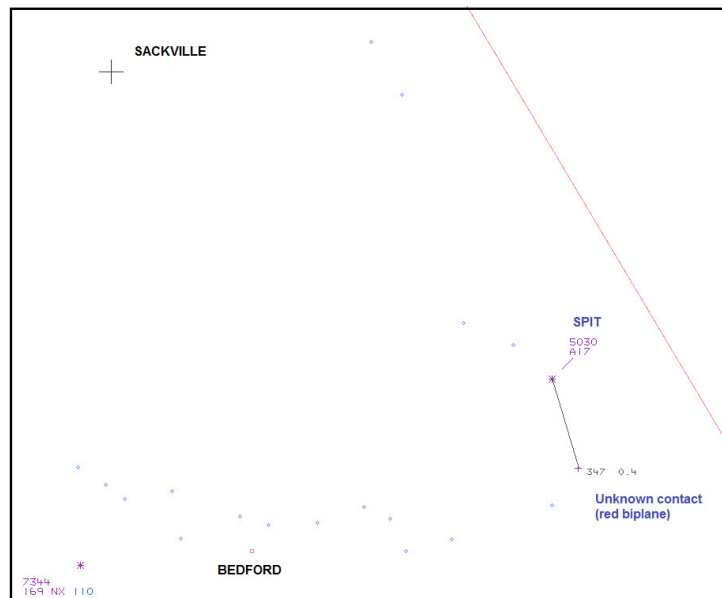 SACKVILLE
SPIT
5030
A17
347 0.4
Unknown contact
(red biplane)
BEDFORD
7344
169 NX 110